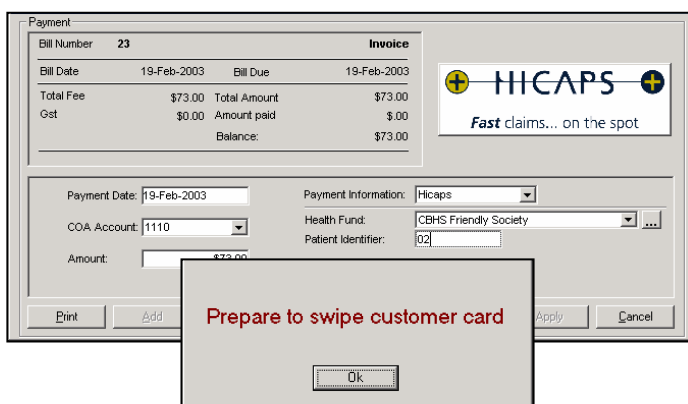 Payment
Bill Number 23 Invoice
Bill Date 19-Feb-2003 Bill Due 19-Feb-2003
Total Fee $73.00 Total Amount $73.00
Gst $0.00 Amount paid $.00
Balance: $73.00
HICAPS
Fast claims... on the spot
Payment Date: 19-Feb-2003 Payment Information: Hicaps
COA Account: 1110 Health Fund: CBHS Friendly Society ...
Patient Identifier: 02
Amount: $73.00
Prepare to swipe customer card
Print Add Apply Cancel
Ok